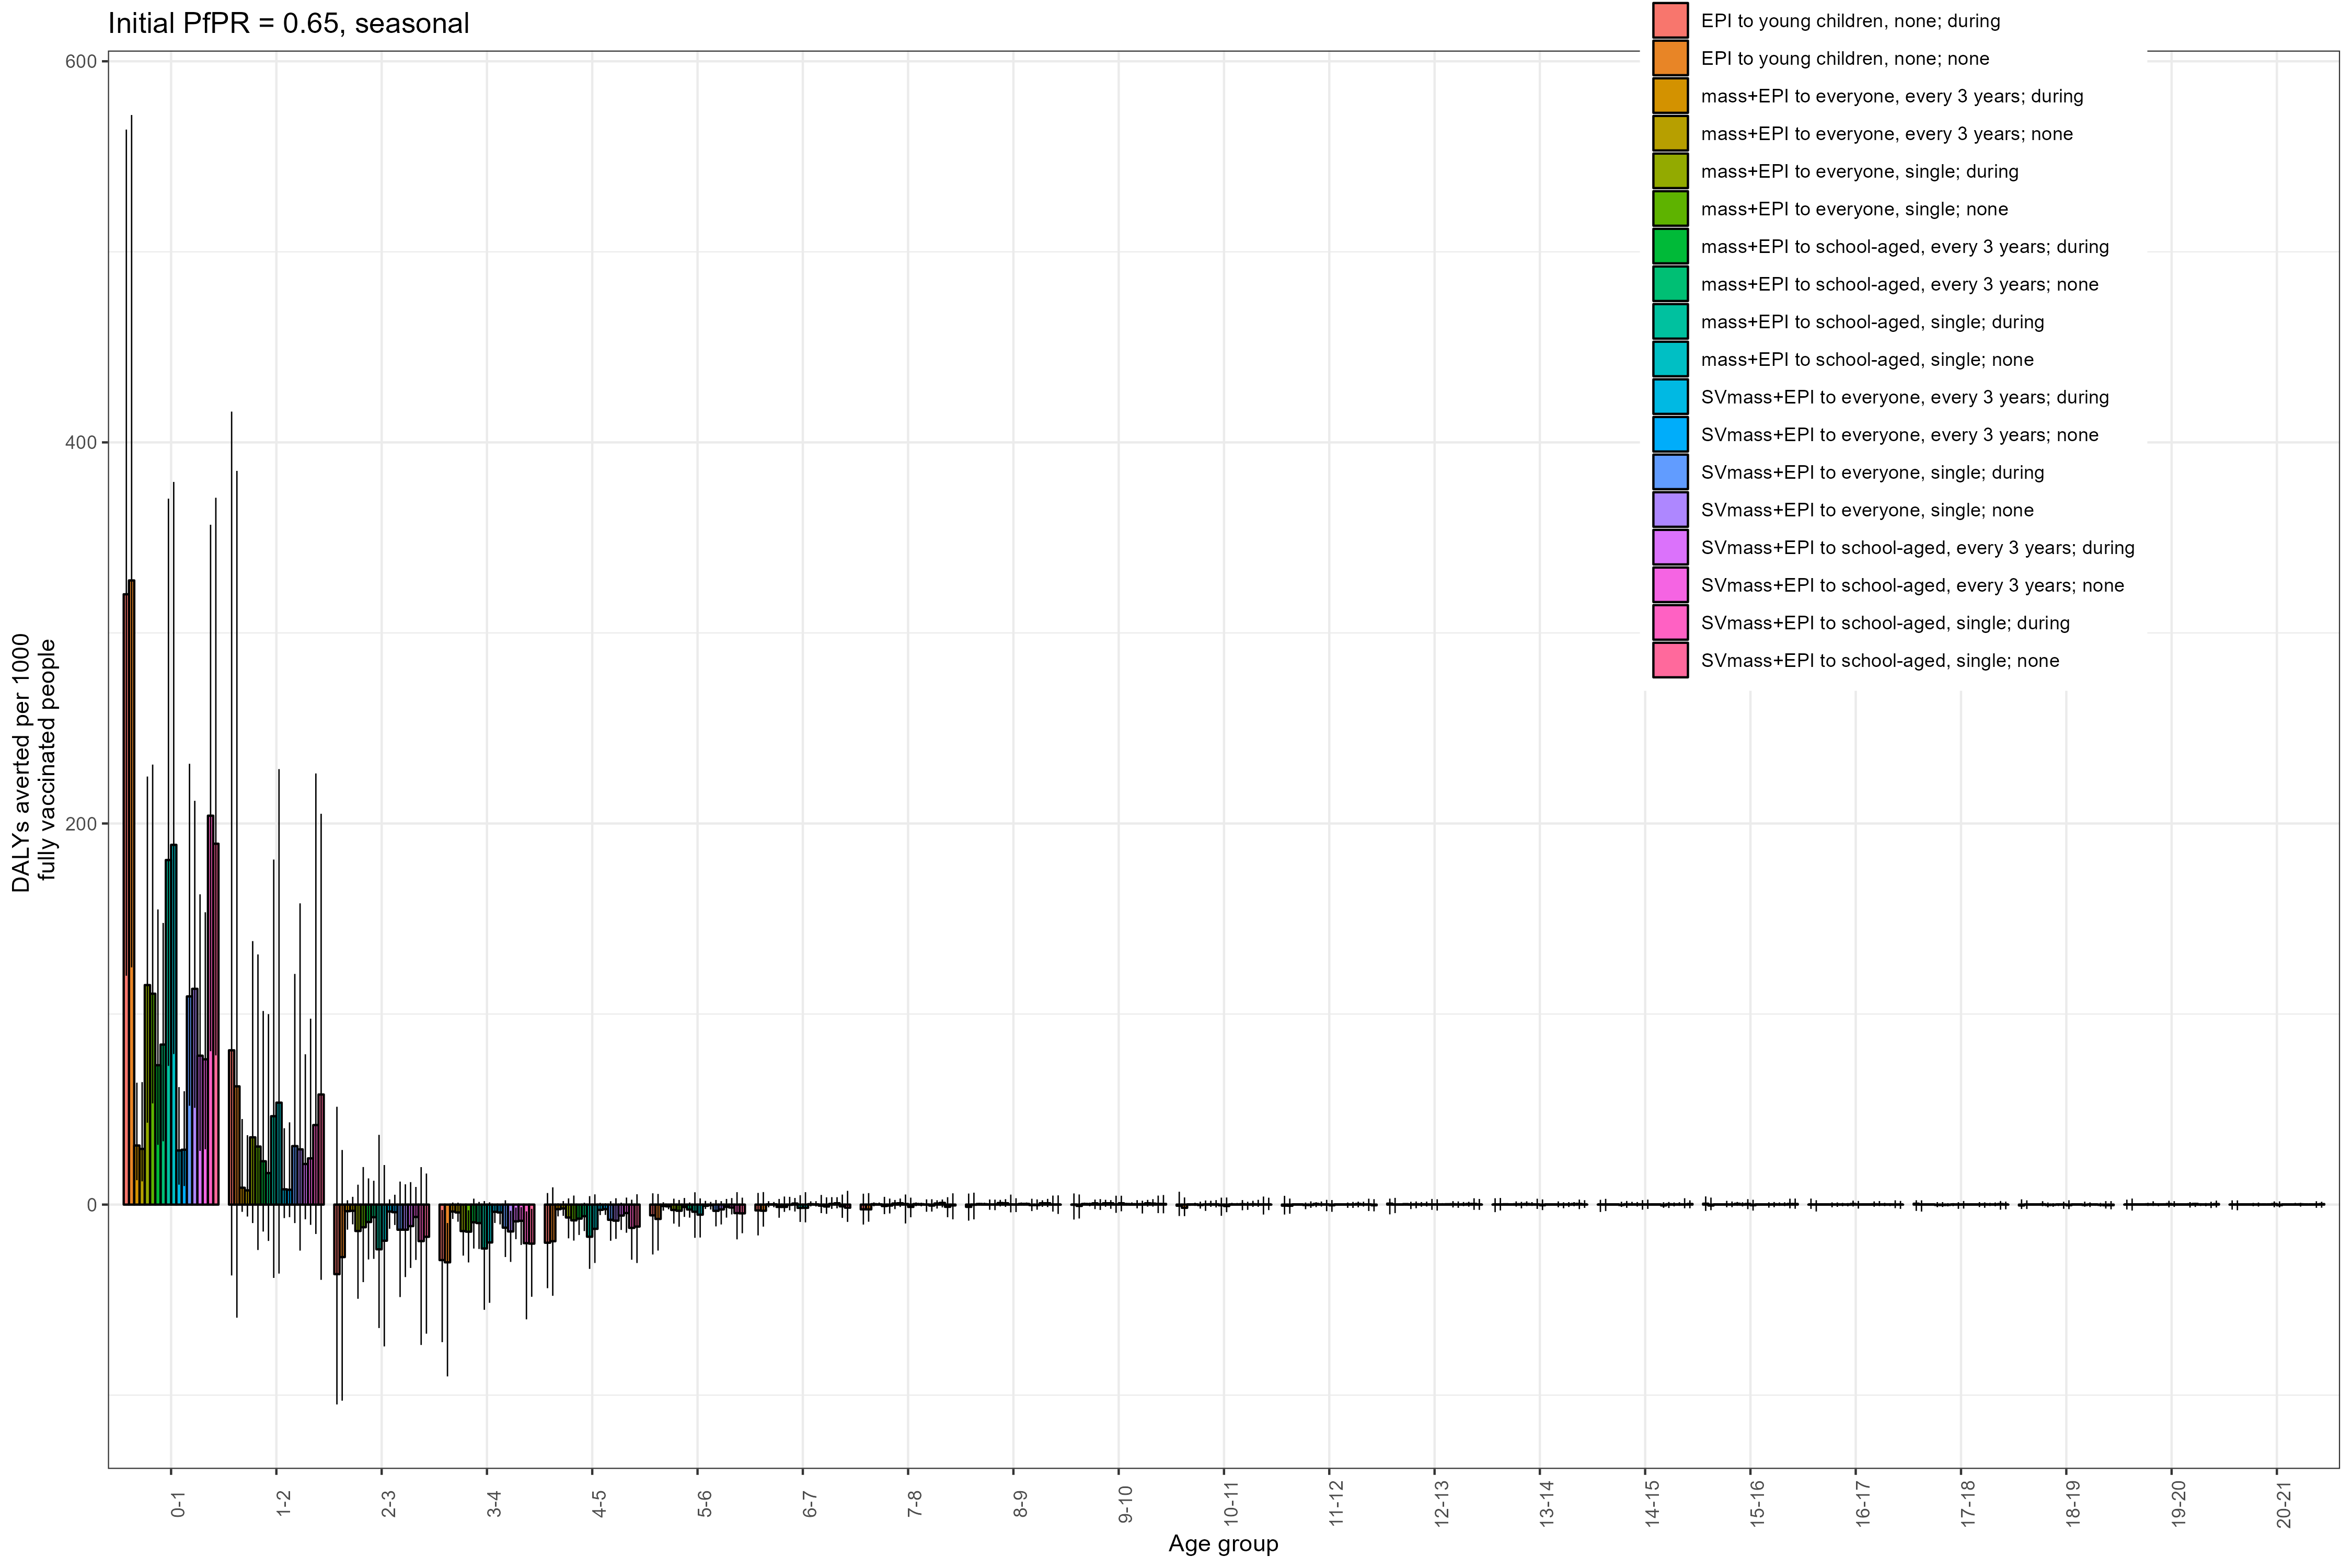 Initial PfPR = 0.65, seasonal
EPI to young children, none; during
EPI to young children, none; none
mass+EPI to everyone, every 3 years; during
mass+EPI to everyone, every 3 years; none
mass+EPI to everyone, single; during
mass+EPI to everyone, single; none
mass+EPI to school-aged, every 3 years; during
mass+EPI to school-aged, every 3 years; none
mass+EPI to school-aged, single; during
mass+EPI to school-aged, single; none
SVmass+EPI to everyone, every 3 years; during
SVmass+EPI to everyone, every 3 years; none
SVmass+EPI to everyone, single; during
SVmass+EPI to everyone, single; none
SVmass+EPI to school-aged, every 3 years; during
SVmass+EPI to school-aged, every 3 years; none
SVmass+EPI to school-aged, single; during
SVmass+EPI to school-aged, single; none
DALYs averted per 1000
fully vaccinated people
600
400
200
0
0-1
1-2
2-3
3-4
4-5
5-6
6-7
7-8
8-9
9-10
10-11
11-12
12-13
13-14
14-15
15-16
16-17
17-18
18-19
19-20
20-21
Age group